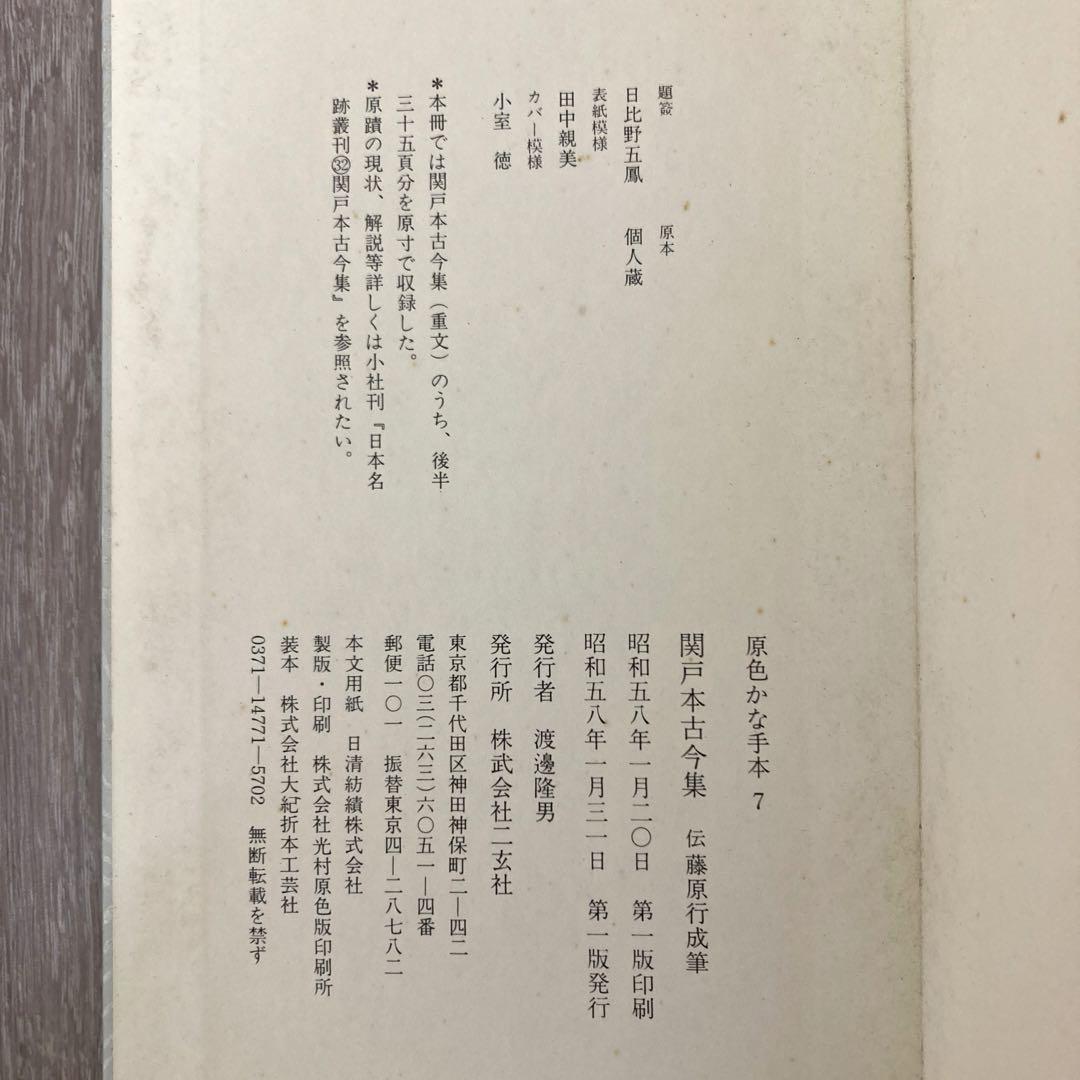 題簽
日比野五鳳
表紙模様
田中親美
カバー模様
小室　徳
原本
個人蔵
＊本冊では関戸本古今集（重文）のうち、後半
三十五頁分を原寸で収録した。
＊原蹟の現状、解説等詳しくは小社刊『日本名
跡叢刊㉜関戸本古今集』を参照されたい。
原色かな手本 7
関戸本古今集　伝 藤原行成筆
昭和五八年一月二〇日　第一版印刷
昭和五八年一月三一日　第一版発行
発行者　渡邊隆男
発行所　株式会社二玄社
東京都千代田区神田神保町二―四二
電話〇三(二六三)六〇五一―四番
郵便一〇一　振替東京四―二八七八二
本文用紙　日清紡績株式会社
製版・印刷　株式会社光村原色版印刷所
装本　株式会社大紀折本工芸社
0371―14771―5702　無断転載を禁ず